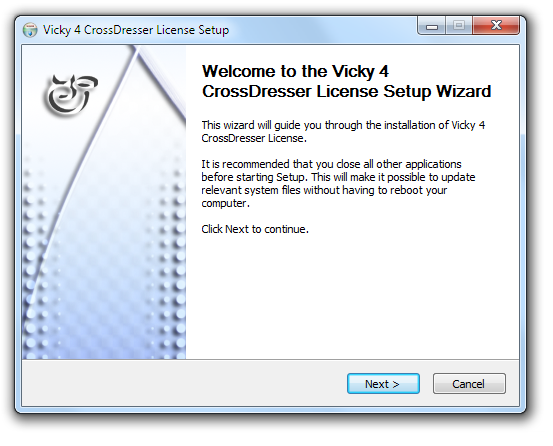 Vicky 4 CrossDresser License Setup
Welcome to the Vicky 4
CrossDresser License Setup Wizard
This wizard will guide you through the installation of Vicky 4
CrossDresser License.
It is recommended that you close all other applications
before starting Setup. This will make it possible to update
relevant system files without having to reboot your
computer.
Click Next to continue.
Next >
Cancel